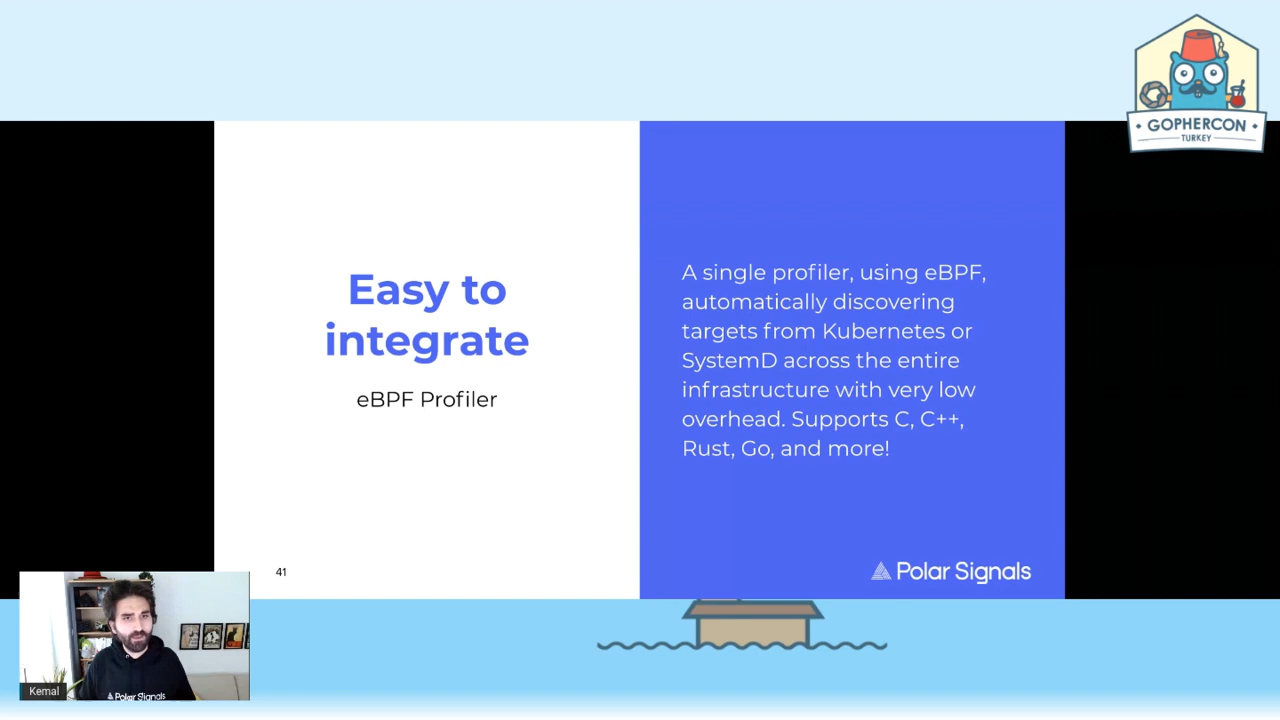 GOPHERCON
TURKEY
Easy to
integrate
eBPF Profiler
A single profiler, using eBPF,
automatically discovering
targets from Kubernetes or
SystemD across the entire
infrastructure with very low
overhead. Supports C, C++,
Rust, Go, and more!
41
Polar Signals
Kemal
Polar Signals